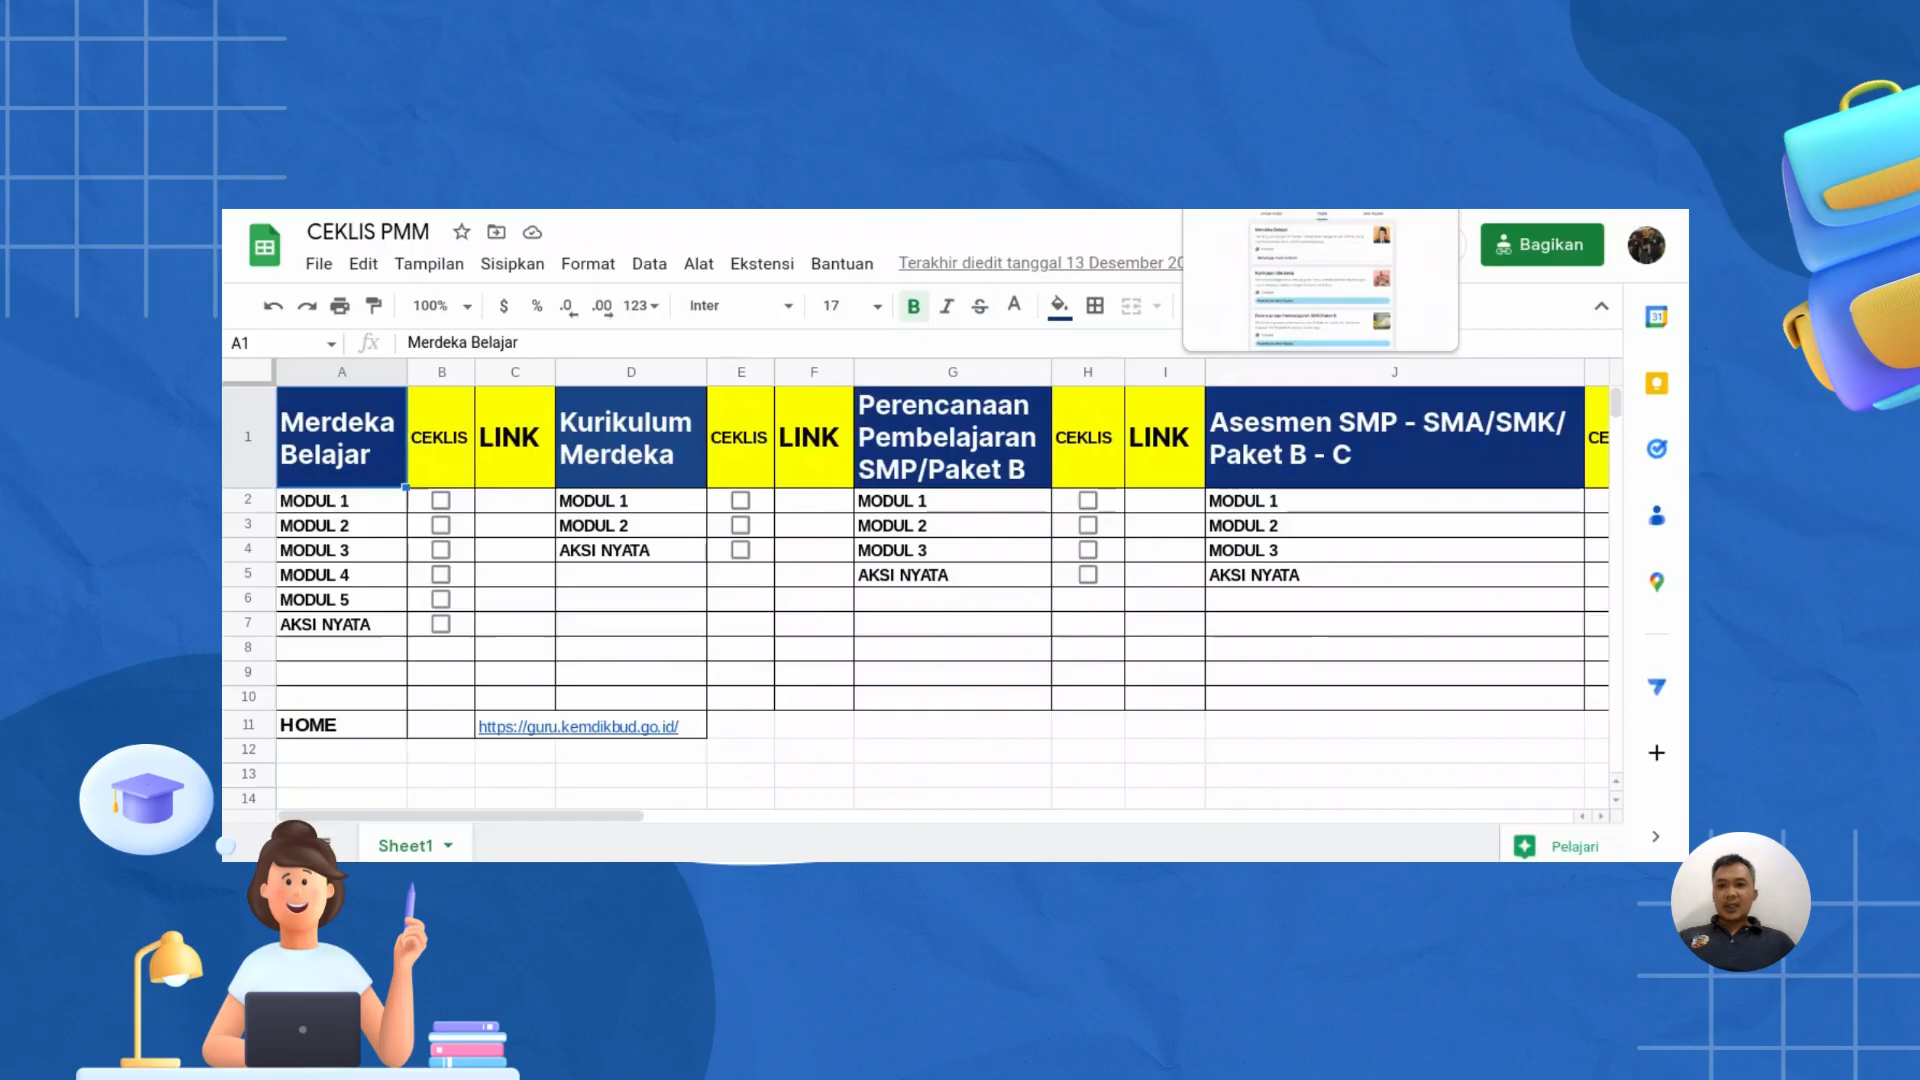 CEKLIS PMM
File Edit Tampilan Sisipkan Format Data Alat Ekstensi Bantuan Terakhir diedit tanggal 13 Desember 20
Bagikan
100% $ % .0 .00 123 Inter 17 B I S A
31
A1 fx Merdeka Belajar
A B C D E F G H I J
1 Merdeka Belajar CEKLIS LINK Kurikulum Merdeka CEKLIS LINK Perencanaan Pembelajaran SMP/Paket B CEKLIS LINK Asesmen SMP - SMA/SMK/ Paket B - C CE
2 MODUL 1 MODUL 1 MODUL 1 MODUL 1
3 MODUL 2 MODUL 2 MODUL 2 MODUL 2
4 MODUL 3 AKSI NYATA MODUL 3 MODUL 3
5 MODUL 4 AKSI NYATA AKSI NYATA
6 MODUL 5
7 AKSI NYATA
8
9
10
11 HOME https://guru.kemdikbud.go.id/
12
13
14
Sheet1
Pelajari